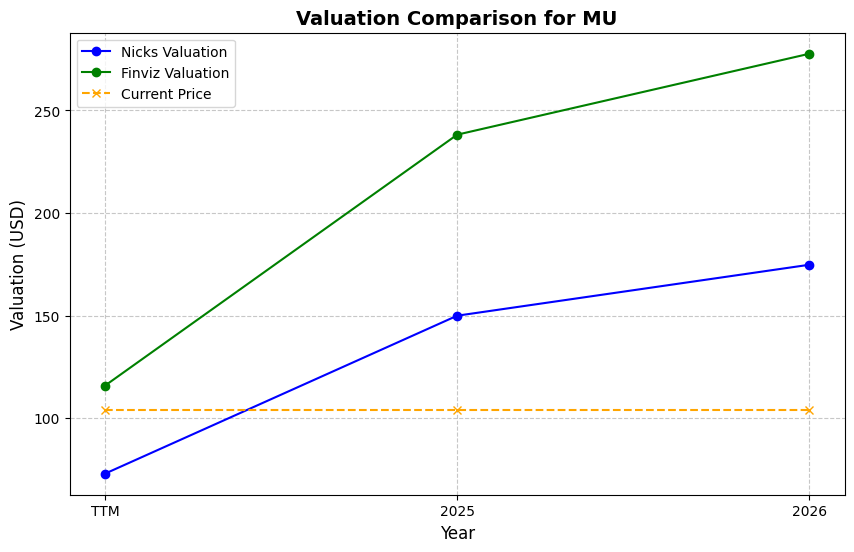 Valuation Comparison for MU
Nicks Valuation
Finviz Valuation
Current Price
Valuation (USD)
250
200
150
100
TTM
2025
2026
Year